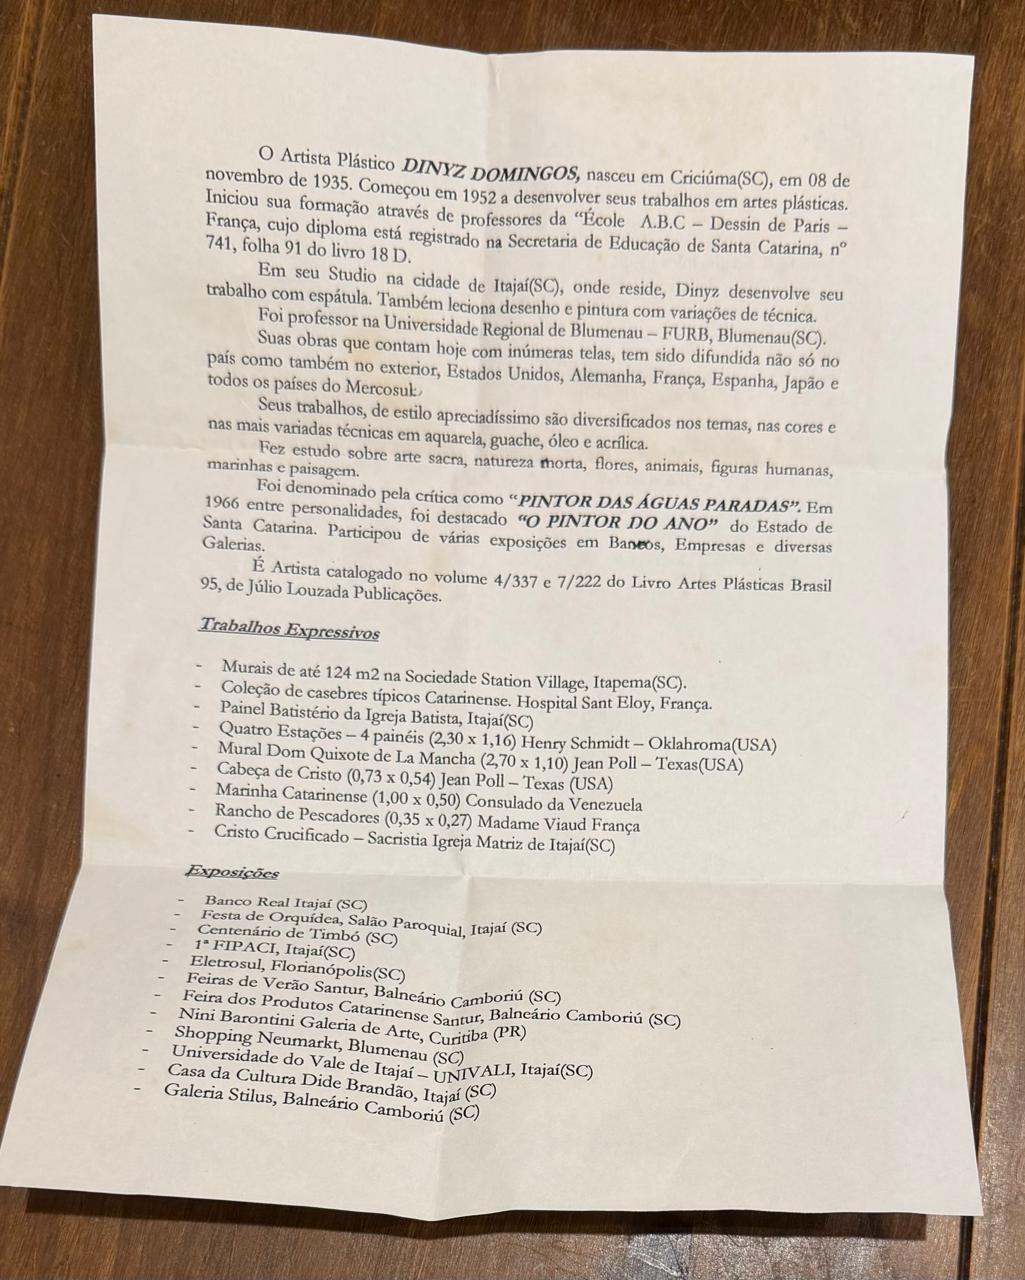 O Artista Plástico DINYZ DOMINGOS, nasceu em Criciúma(SC), em 08 de
novembro de 1935. Começou em 1952 a desenvolver seus trabalhos em artes plásticas.
Iniciou sua formação através de professores da “École A.B.C – Dessin de Paris –
França, cujo diploma está registrado na Secretaria de Educação de Santa Catarina, nº
741, folha 91 do livro 18 D.
Em seu Studio na cidade de Itajaí(SC), onde reside, Dinyz desenvolve seu
trabalho com espátula. Também leciona desenho e pintura com variações de técnica.
Foi professor na Universidade Regional de Blumenau – FURB, Blumenau(SC).
Suas obras que contam hoje com inúmeras telas, tem sido difundida não só no
país como também no exterior, Estados Unidos, Alemanha, França, Espanha, Japão e
todos os países do Mercosul.
Seus trabalhos, de estilo apreciadíssimo são diversificados nos temas, nas cores e
nas mais variadas técnicas em aquarela, guache, óleo e acrílica.
Fez estudo sobre arte sacra, natureza morta, flores, animais, figuras humanas,
marinhas e paisagem.
Foi denominado pela crítica como “PINTOR DAS ÁGUAS PARADAS”. Em
1966 entre personalidades, foi destacado “O PINTOR DO ANO” do Estado de
Santa Catarina. Participou de várias exposições em Bancos, Empresas e diversas
Galerias.
É Artista catalogado no volume 4/337 e 7/222 do Livro Artes Plásticas Brasil
95, de Júlio Louzada Publicações.
Trabalhos Expressivos
- Murais de até 124 m2 na Sociedade Station Village, Itapema(SC).
- Coleção de casebres típicos Catarinense. Hospital Sant Eloy, França.
- Painel Batistério da Igreja Batista, Itajaí(SC)
- Quatro Estações – 4 painéis (2,30 x 1,16) Henry Schmidt – Oklahroma(USA)
- Mural Dom Quixote de La Mancha (2,70 x 1,10) Jean Poll – Texas(USA)
- Cabeça de Cristo (0,73 x 0,54) Jean Poll – Texas (USA)
- Marinha Catarinense (1,00 x 0,50) Consulado da Venezuela
- Rancho de Pescadores (0,35 x 0,27) Madame Viaud França
- Cristo Crucificado – Sacristia Igreja Matriz de Itajaí(SC)
Exposições
- Banco Real Itajaí (SC)
- Festa de Orquídea, Salão Paroquial, Itajaí (SC)
- Centenário de Timbó (SC)
- 1ª FIPACI, Itajaí(SC)
- Eletrosul, Florianópolis(SC)
- Feiras de Verão Santur, Balneário Camboriú (SC)
- Feira dos Produtos Catarinense Santur, Balneário Camboriú (SC)
- Nini Barontini Galeria de Arte, Curitiba (PR)
- Shopping Neumarkt, Blumenau (SC)
- Universidade do Vale de Itajaí – UNIVALI, Itajaí(SC)
- Casa da Cultura Dide Brandão, Itajaí (SC)
- Galeria Stilus, Balneário Camboriú (SC)